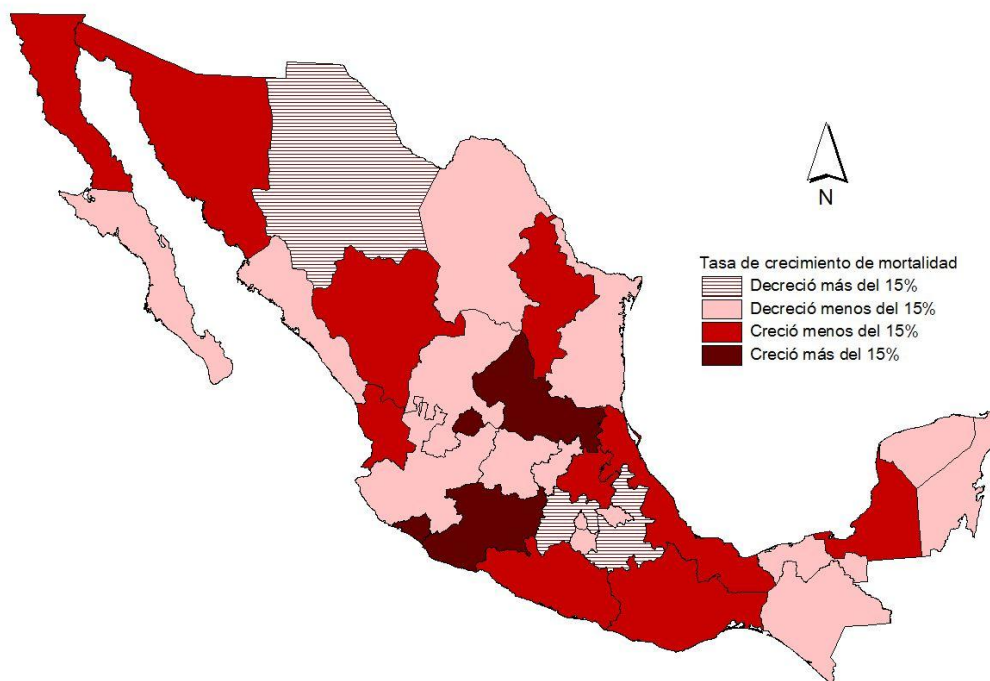 N
Tasa de crecimiento de mortalidad
Decreció más del 15%
Decreció menos del 15%
Creció menos del 15%
Creció más del 15%